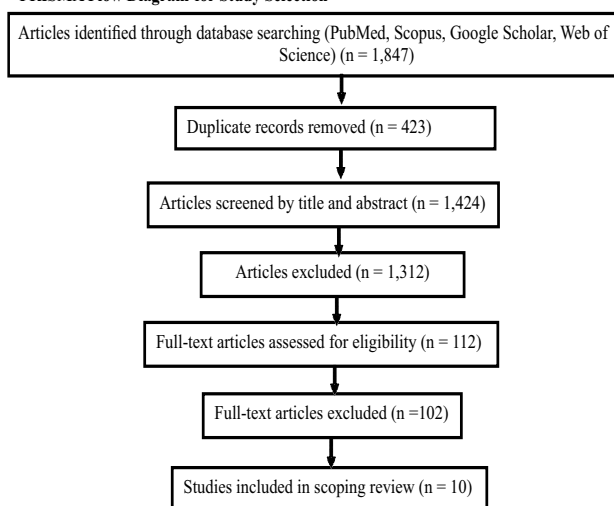 Flow Diagram for Study Selection
Articles identified through database searching (PubMed, Scopus, Google Scholar, Web of
Science) (n = 1,847)
Duplicate records removed (n = 423)
Articles screened by title and abstract (n = 1,424)
Articles excluded (n = 1,312)
Full-text articles assessed for eligibility (n = 112)
Full-text articles excluded (n =102)
Studies included in scoping review (n = 10)